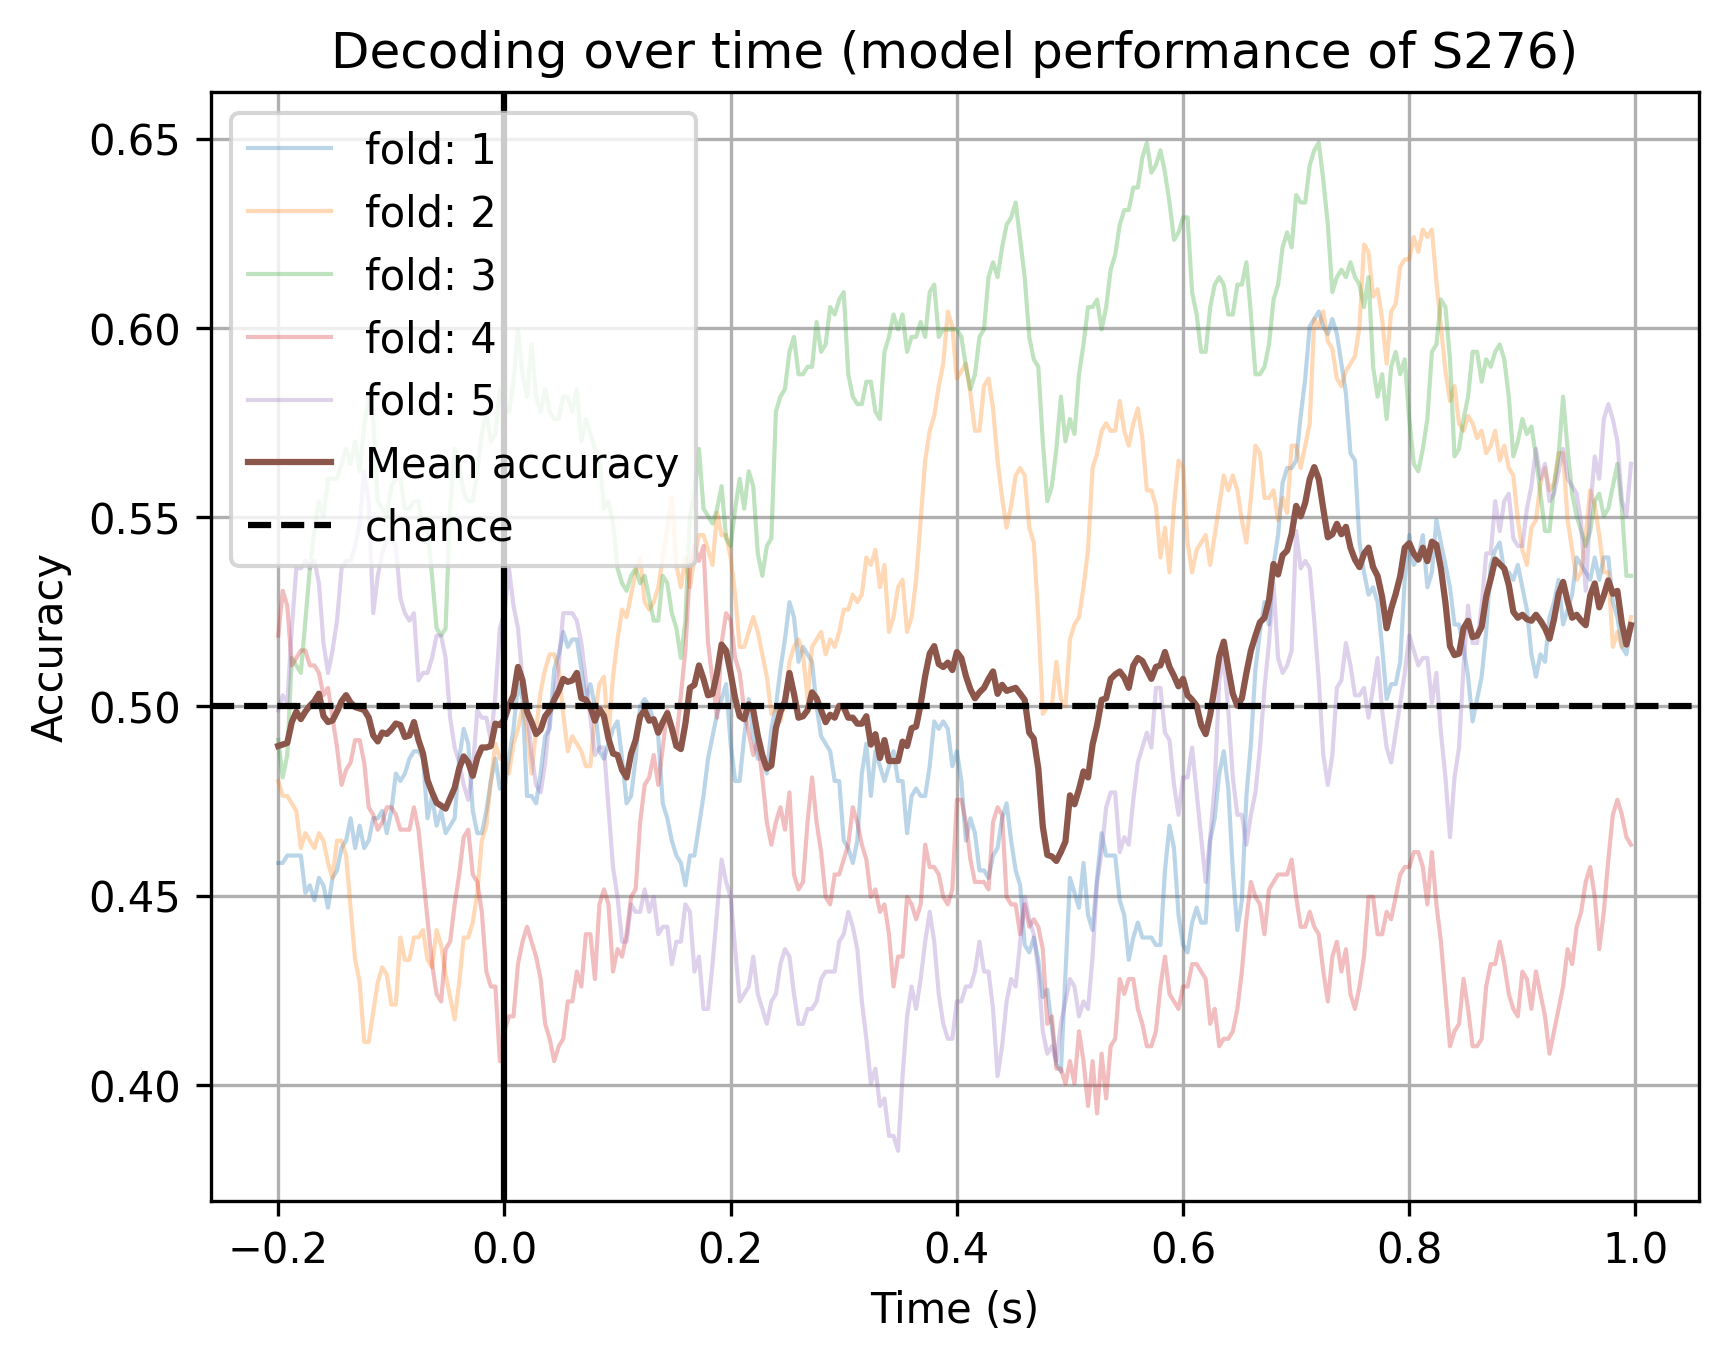 Decoding over time (model performance of S276)
fold: 1
fold: 2
fold: 3
fold: 4
fold: 5
Mean accuracy
chance
Accuracy
0.65
0.60
0.55
0.50
0.45
0.40
−0.2 0.0 0.2 0.4 0.6 0.8 1.0
Time (s)